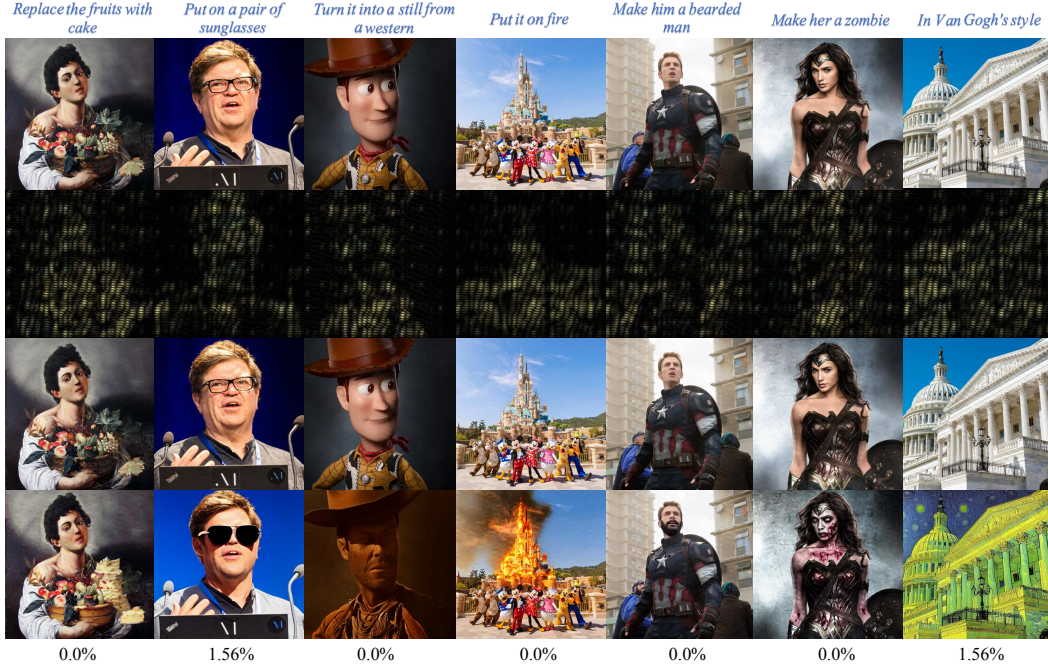 Replace the fruits with
cake
Put on a pair of
sunglasses
Turn it into a still from
a western
Put it on fire
Make him a bearded
man
Make her a zombie
In Van Gogh's style
0.0%
1.56%
0.0%
0.0%
0.0%
0.0%
1.56%